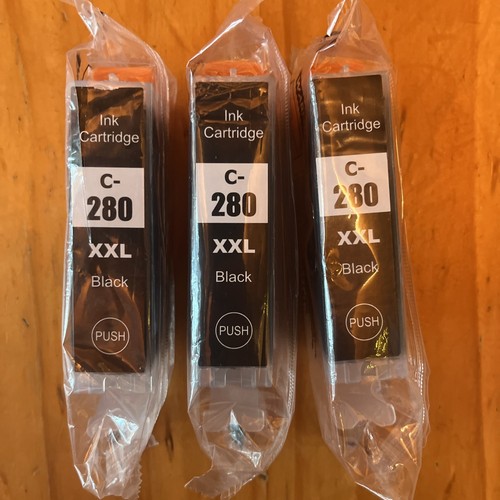 Ink
Cartridge
C-
280
XXL
Black
PUSH
Ink
Cartridge
C-
280
XXL
Black
PUSH
Ink
Cartridge
C-
280
XXL
Black
PUSH